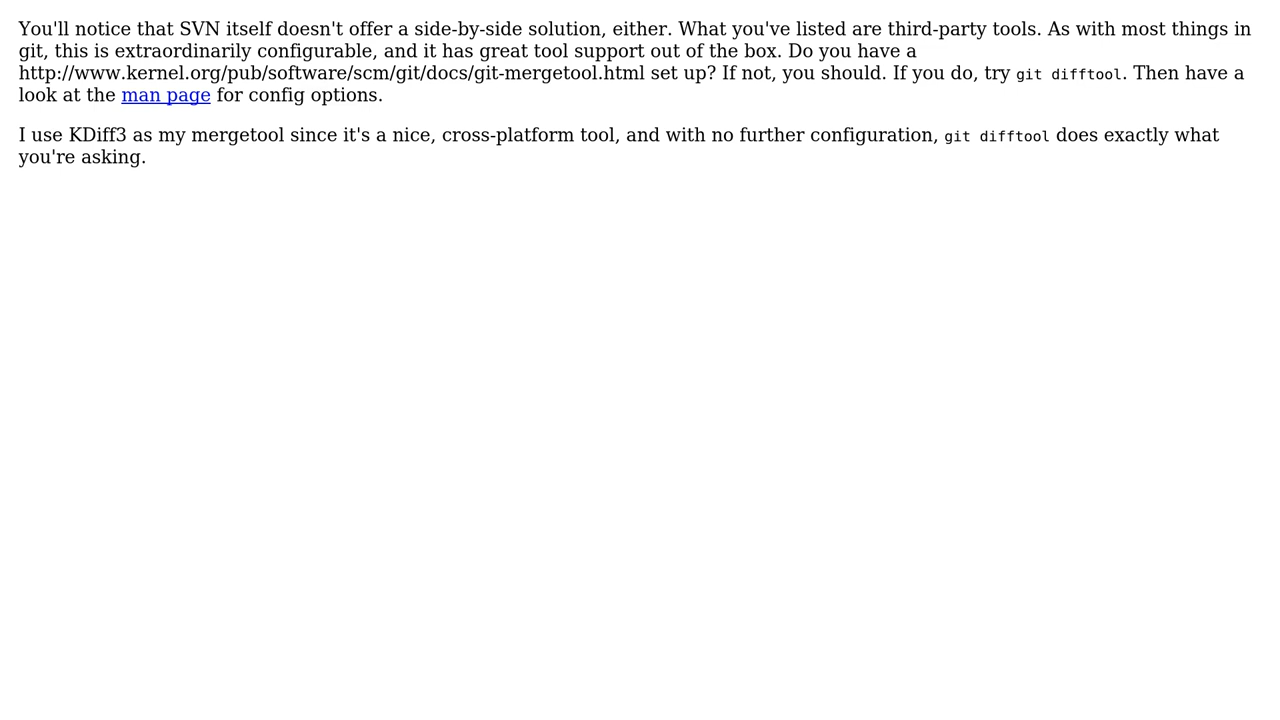 You'll notice that SVN itself doesn't offer a side-by-side solution, either. What you've listed are third-party tools. As with most things in
git, this is extraordinarily configurable, and it has great tool support out of the box. Do you have a
http://www.kernel.org/pub/software/scm/git/docs/git-mergetool.html set up? If not, you should. If you do, try git difftool. Then have a
look at the man page for config options.
I use KDiff3 as my mergetool since it's a nice, cross-platform tool, and with no further configuration, git difftool does exactly what
you're asking.